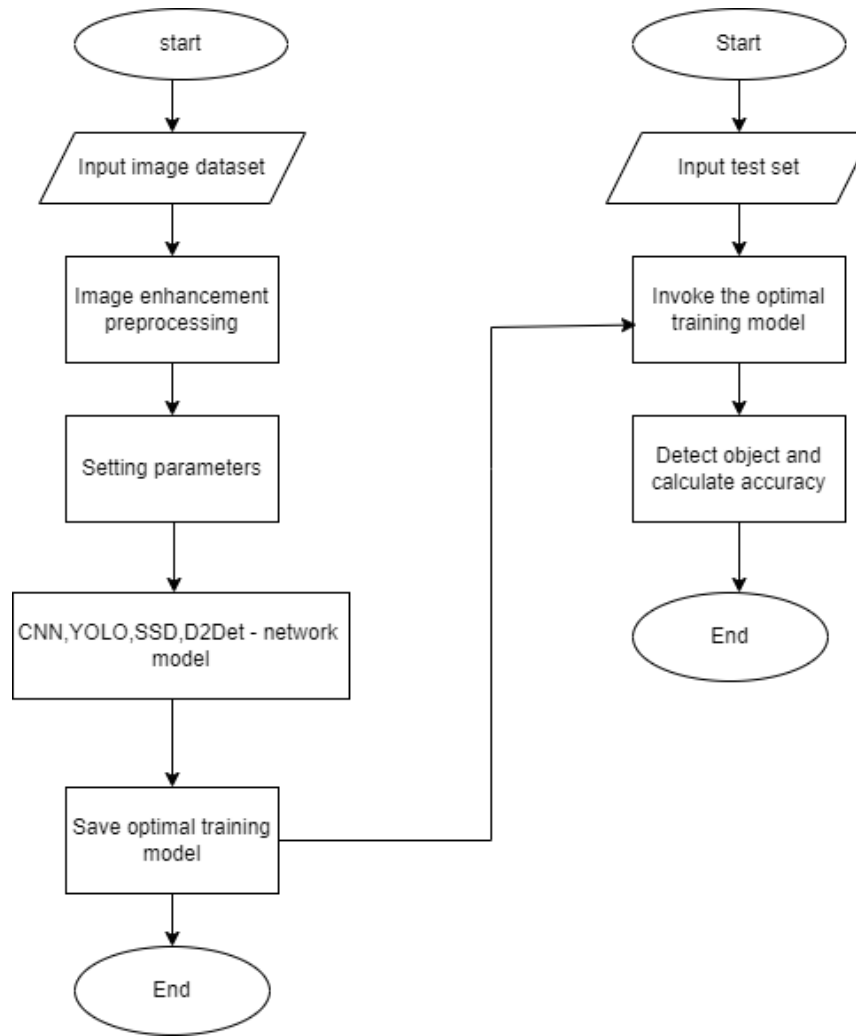 start
Input image dataset
Image enhancement
preprocessing
Setting parameters
CNN,YOLO,SSD,D2Det - network
model
Save optimal training
model
End
Start
Input test set
Invoke the optimal
training model
Detect object and
calculate accuracy
End